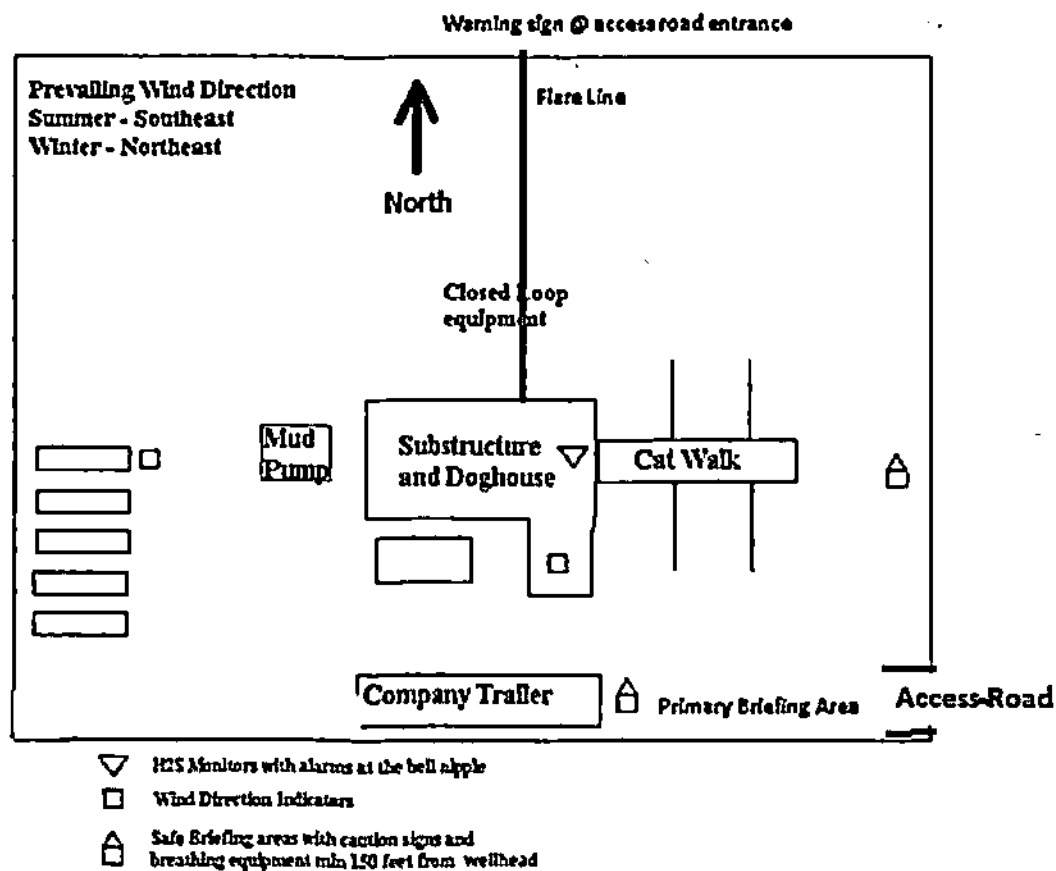 Warning sign @ access road entrance
Prevailing Wind Direction
Summer - Southeast
Winter - Northeast
Flare Line
North
Closed Loop
equipment
Mud
Pump
Substructure
and Doghouse
Cat Walk
Company Trailer
Primary Briefing Area
Access-Road
H2S Monitors with alarms at the bell nipple
Wind Direction Indicators
Safe Briefing areas with caution signs and
breathing equipment min 150 feet from wellhead